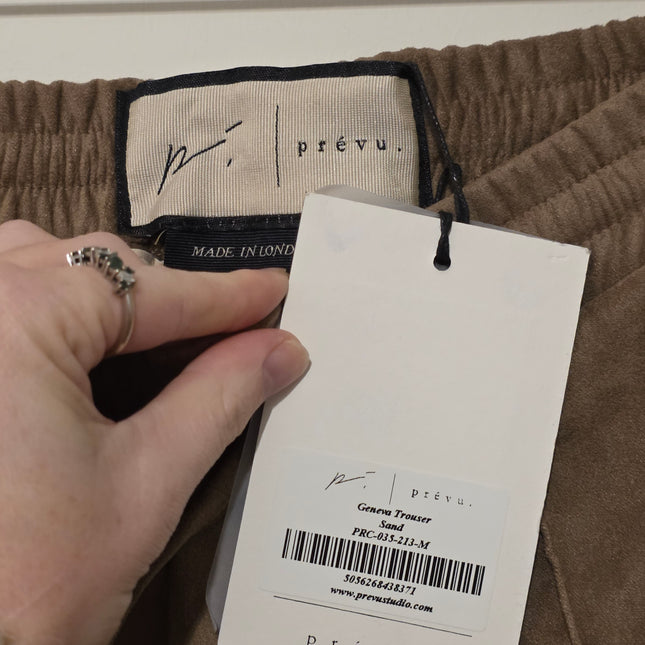 prévu.
MADE IN LOND
prévu.
Geneva Trouser
Sand
PRC-035-213-M
5056268438371
www.prevustudio.com